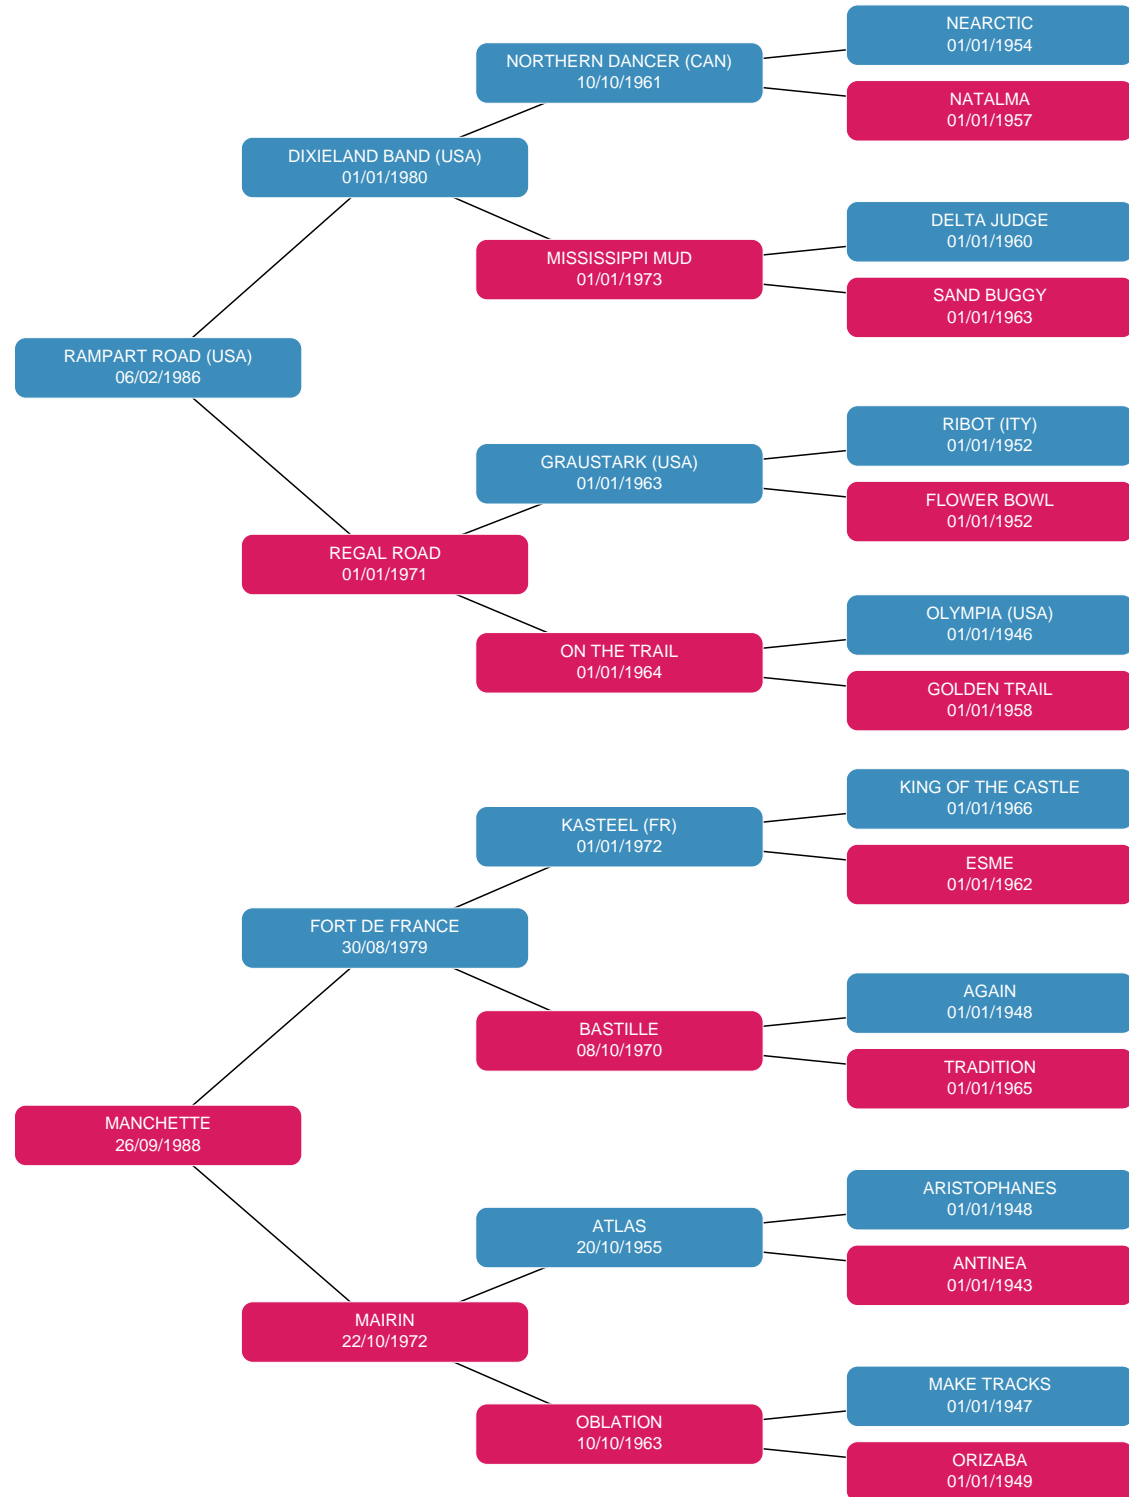 NEARCTIC
01/01/1954
NORTHERN DANCER (CAN)
10/10/1961
NATALMA
01/01/1957
DIXIELAND BAND (USA)
01/01/1980
DELTA JUDGE
01/01/1960
MISSISSIPPI MUD
01/01/1973
SAND BUGGY
01/01/1963
RAMPART ROAD (USA)
06/02/1986
RIBOT (ITY)
01/01/1952
GRAUSTARK (USA)
01/01/1963
FLOWER BOWL
01/01/1952
REGAL ROAD
01/01/1971
OLYMPIA (USA)
01/01/1946
ON THE TRAIL
01/01/1964
GOLDEN TRAIL
01/01/1958
KING OF THE CASTLE
01/01/1966
KASTEEL (FR)
01/01/1972
ESME
01/01/1962
FORT DE FRANCE
30/08/1979
AGAIN
01/01/1948
BASTILLE
08/10/1970
TRADITION
01/01/1965
MANCHETTE
26/09/1988
ARISTOPHANES
01/01/1948
ATLAS
20/10/1955
ANTINEA
01/01/1943
MAIRIN
22/10/1972
MAKE TRACKS
01/01/1947
OBLATION
10/10/1963
ORIZABA
01/01/1949